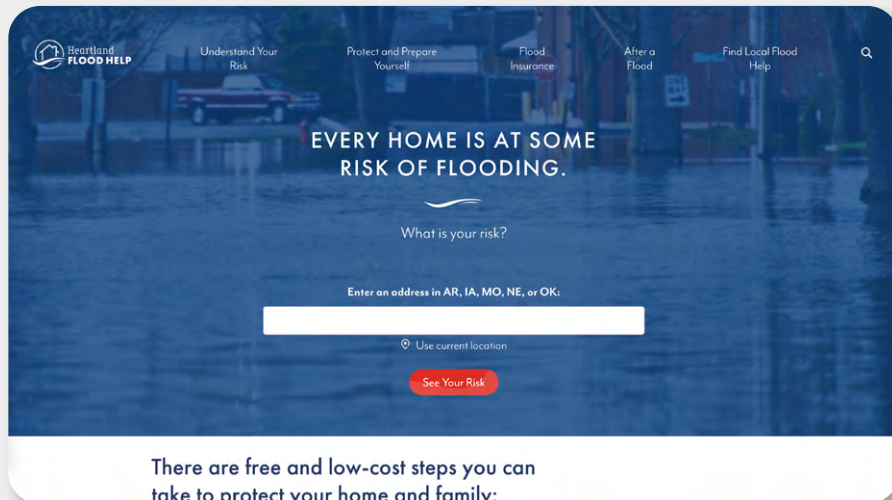 Heartland
FLOOD HELP
Understand Your
Risk
Protect and Prepare
Yourself
Flood
Insurance
After a
Flood
Find Local Flood
Help
ONE
WAY
EVERY HOME IS AT SOME
RISK OF FLOODING.
What is your risk?
Enter an address in AR, IA, MO, NE, or OK:
Use current location
See Your Risk
There are free and low-cost steps you can
take to protect your home and family: